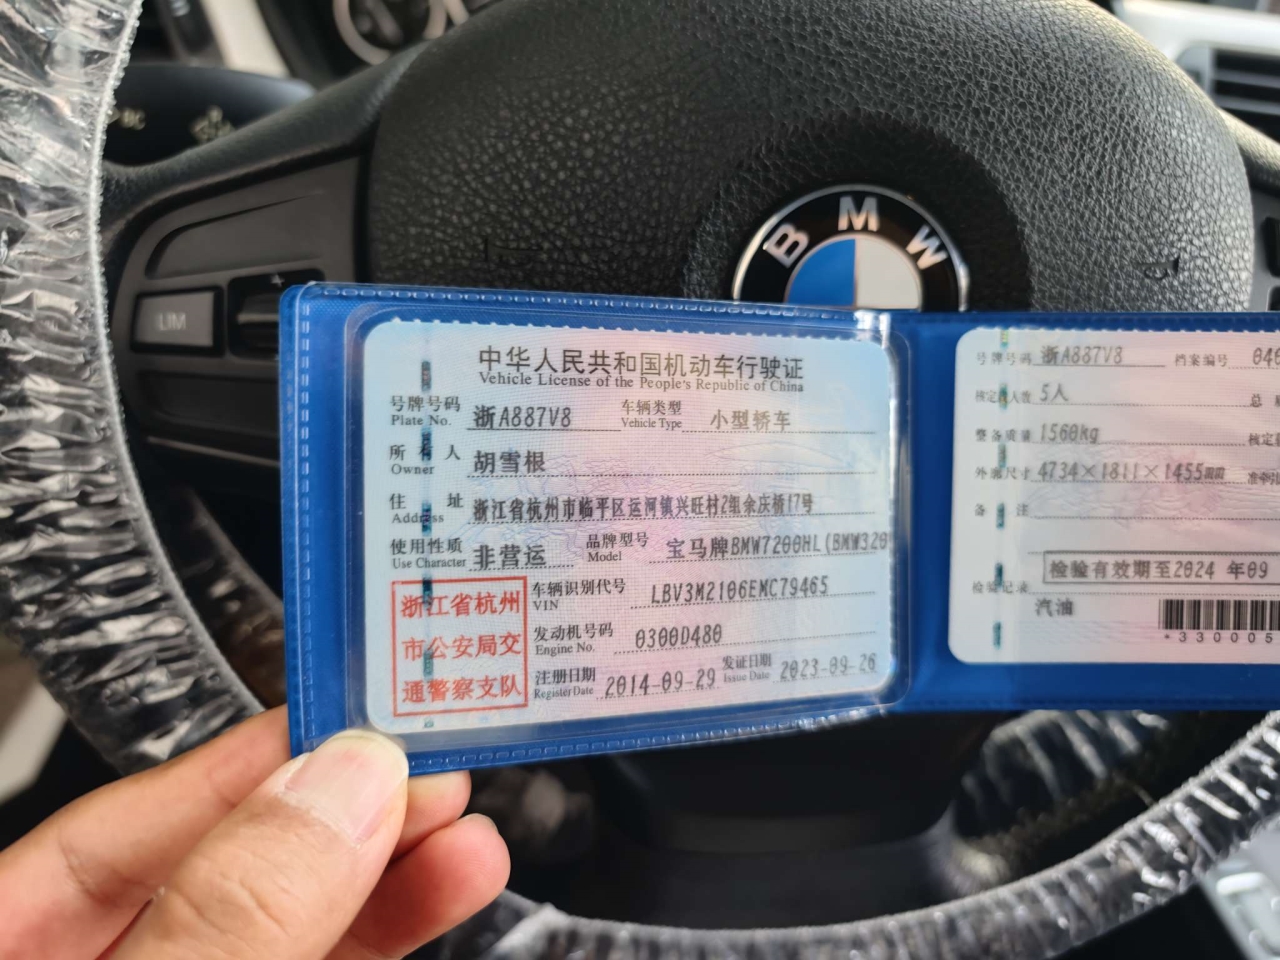 BMW
LIM
中华人民共和国机动车行驶证
Vehicle License of the People's Republic of China
号牌号码 浙A887V8 车辆类型 小型轿车
Plate No. Vehicle Type
所有人 胡雪根
Owner
住址 浙江省杭州市临平区运河镇兴旺村2组余庆桥17号
Address
使用性质 非营运 品牌型号 宝马牌BMW7200HL(BMW320
Use Character Model
浙江省杭州
市公安局交
通警察支队
车辆识别代号 LBV3M2106EMC79465
VIN
发动机号码 0300D480
Engine No.
注册日期 2014-09-29 发证日期 2023-09-26
Register Date Issue Date
号牌号码 浙A887V8 档案编号 040
核定载人数 5人 总
整备质量 1560kg 核定
外廓尺寸 4734×1811×1455mm 准牵
备注
检验有效期至2024 年09
检验记录
汽油
*330005